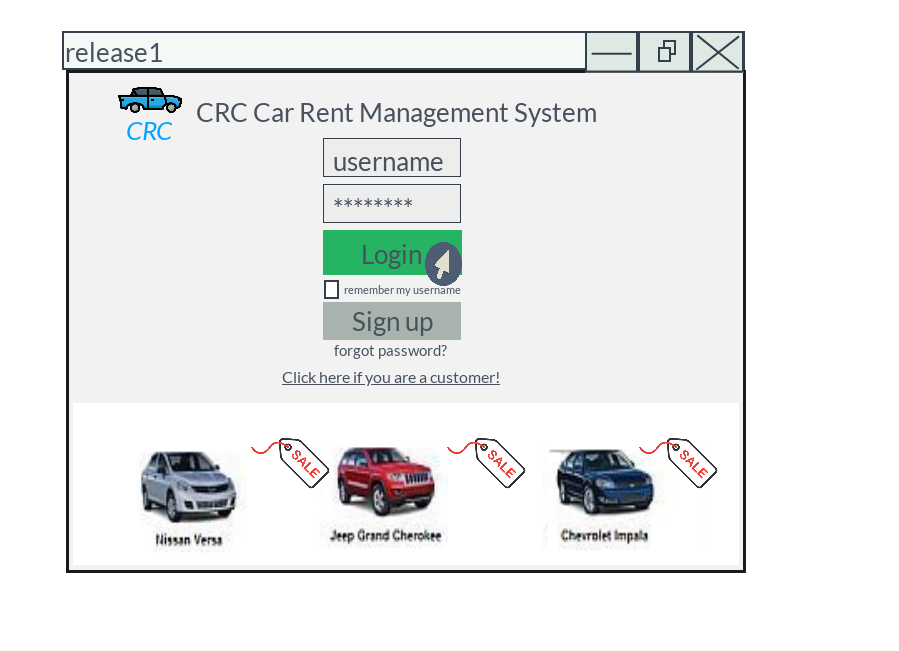 release1
CRC
CRC Car Rent Management System
username
********
Login
remember my username
Sign up
forgot password?
Click here if you are a customer!
SALE
SALE
SALE
Nissan Versa
Jeep Grand Cherokee
Chevrolet Impala